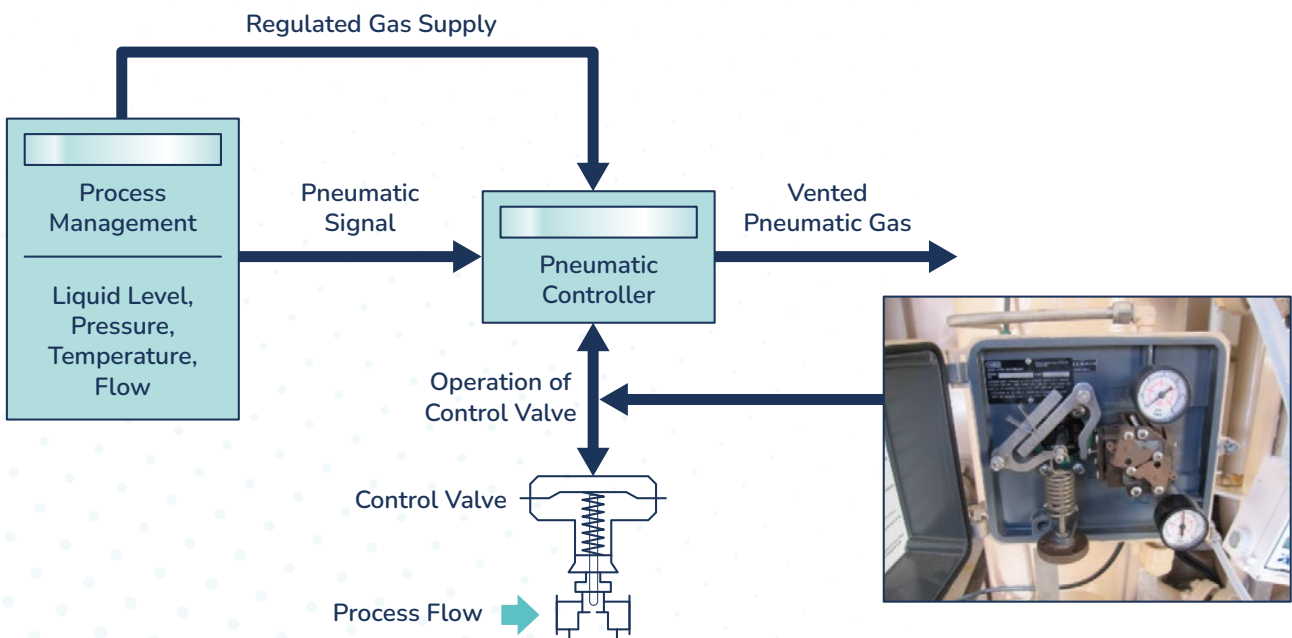 Regulated Gas Supply
Process
Management
Liquid Level,
Pressure,
Temperature,
Flow
Pneumatic
Signal
Pneumatic
Controller
Vented
Pneumatic Gas
Operation of
Control Valve
Control Valve
Process Flow